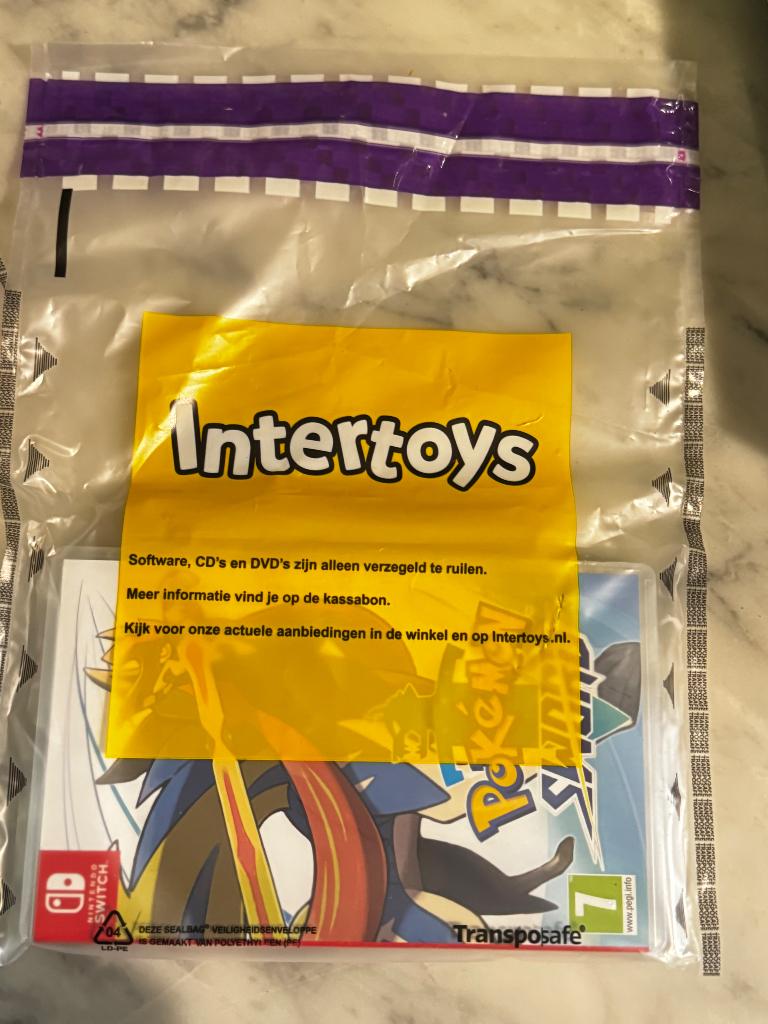 Intertoys
Software, CD's en DVD's zijn alleen verzegeld te ruilen.
Meer informatie vind je op de kassabon.
Kijk voor onze actuele aanbiedingen in de winkel en op Intertoys.nl.
POKéMON
NINTENDO
SWITCH
7
www.pegi.info
04
LD-PE
DEZE SEALBAG® VEILIGHEIDSENVELOPPE
IS GEMAAKT VAN POLYETHYLEEN (PE)
Transposafe®